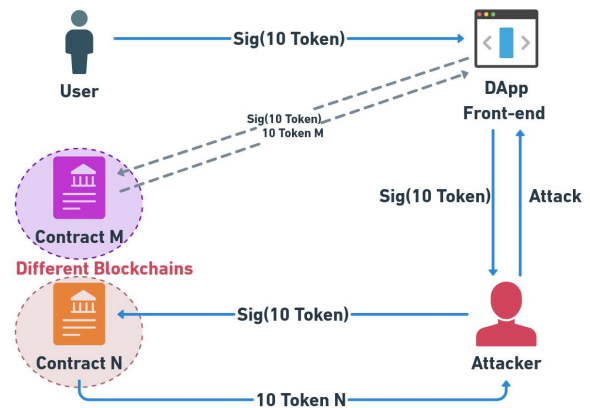 Sig(10 Token)
User
DApp
Front-end
Sig(10 Token)
10 Token M
Sig(10 Token)
Attack
Contract M
Different Blockchains
Sig(10 Token)
Contract N
Attacker
10 Token N